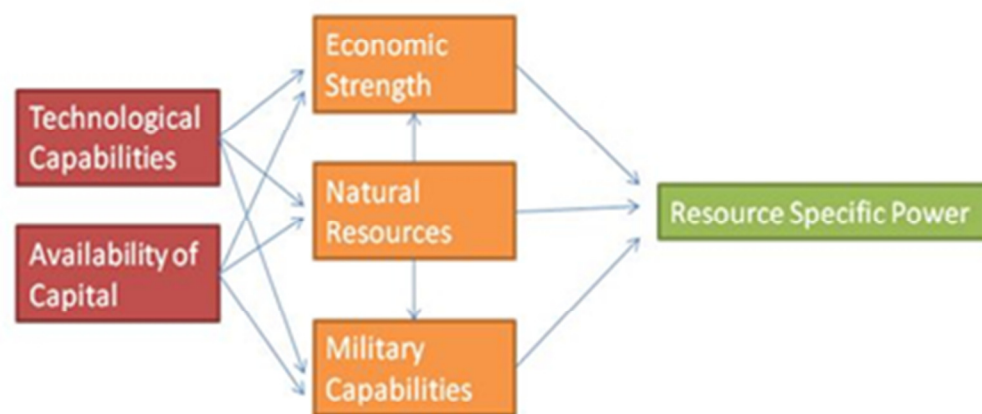 Economic
Strength
Technological
Capabilities
Natural
Resources
Resource Specific Power
Availability of
Capital
Military
Capabilities